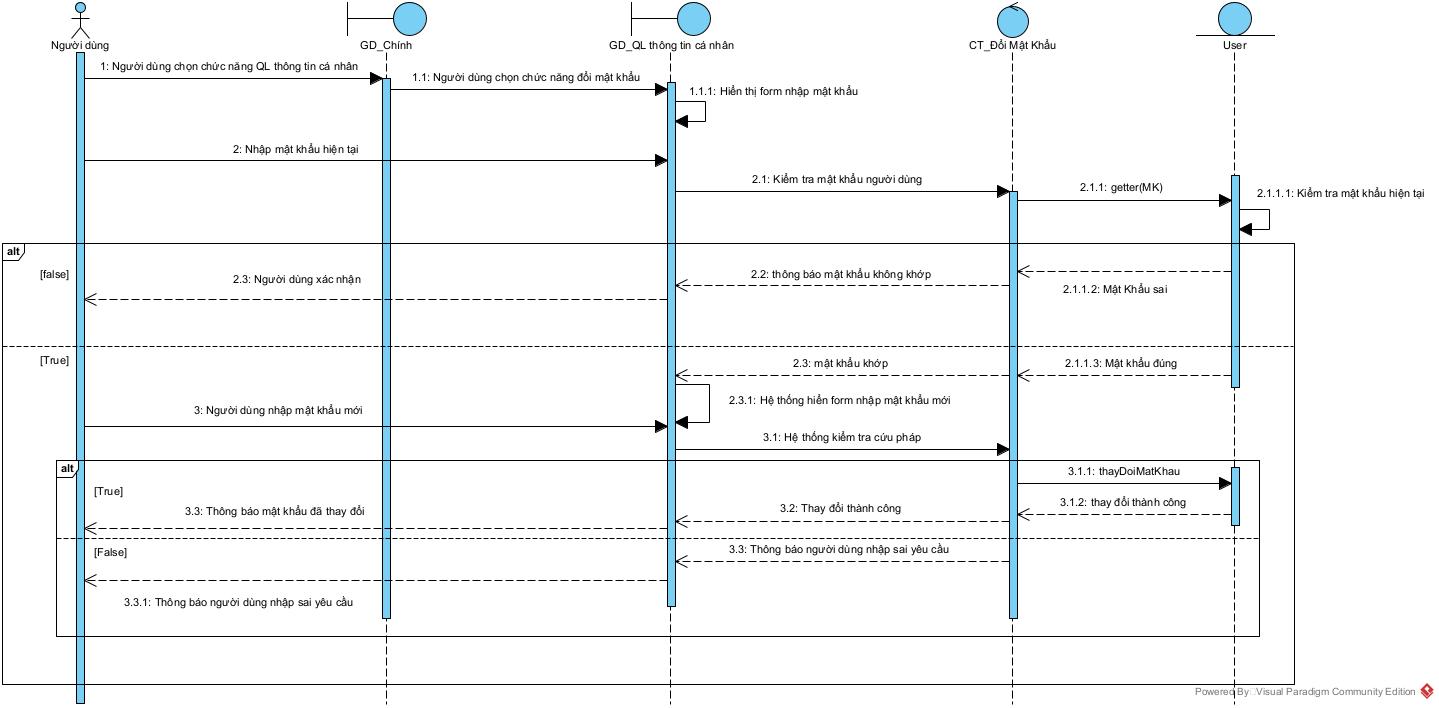 Người dùng
GD_Chính
GD_QL thông tin cá nhân
CT_Đổi Mật Khẩu
User
1: Người dùng chọn chức năng QL thông tin cá nhân
1.1: Người dùng chọn chức năng đổi mật khẩu
1.1.1: Hiển thị form nhập mật khẩu
2: Nhập mật khẩu hiện tại
2.1: Kiểm tra mật khẩu người dùng
2.1.1: getter(MK)
2.1.1.1: Kiểm tra mật khẩu hiện tại
alt
[false]
2.3: Người dùng xác nhận
2.2: thông báo mật khẩu không khớp
2.1.1.2: Mật Khẩu sai
[True]
2.3: mật khẩu khớp
2.1.1.3: Mật khẩu đúng
2.3.1: Hệ thống hiển form nhập mật khẩu mới
3: Người dùng nhập mật khẩu mới
3.1: Hệ thống kiểm tra cứu pháp
alt
3.1.1: thayDoiMatKhau
[True]
3.1.2: thay đổi thành công
3.3: Thông báo mật khẩu đã thay đổi
3.2: Thay đổi thành công
[False]
3.3: Thông báo người dùng nhập sai yêu cầu
3.3.1: Thông báo người dùng nhập sai yêu cầu
Powered By Visual Paradigm Community Edition